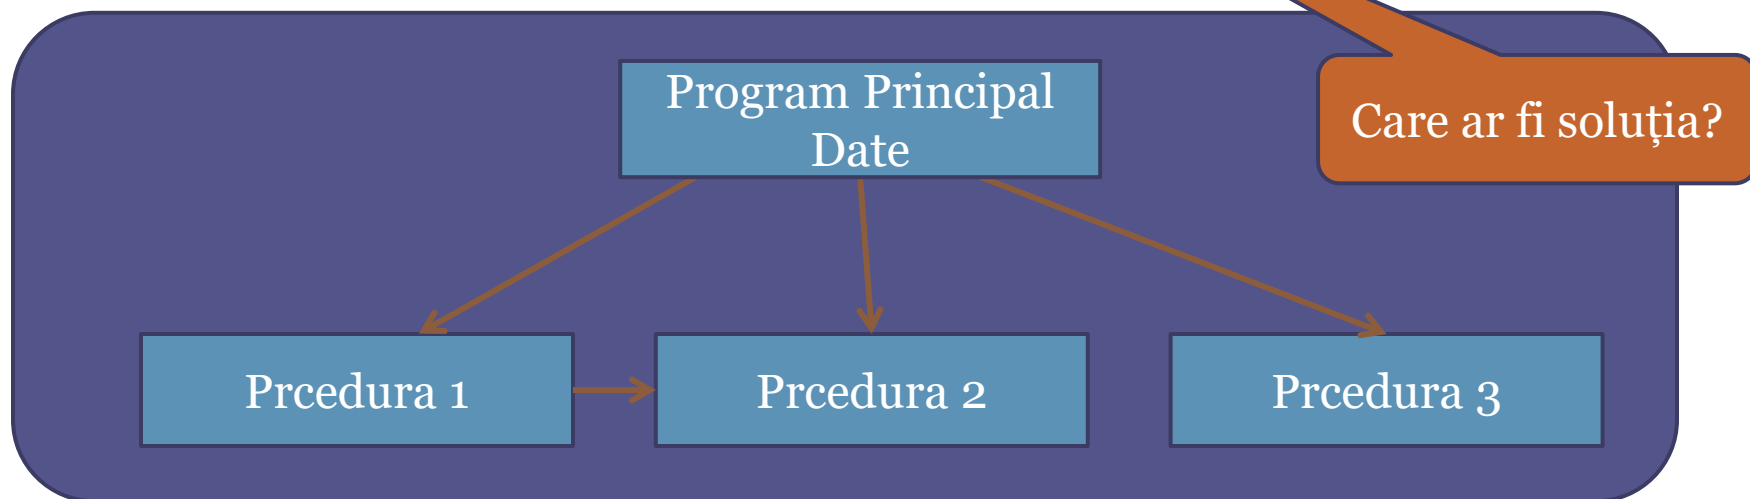 Program Principal
Date
Care ar fi soluția?
Prcedura 1
Prcedura 2
Prcedura 3